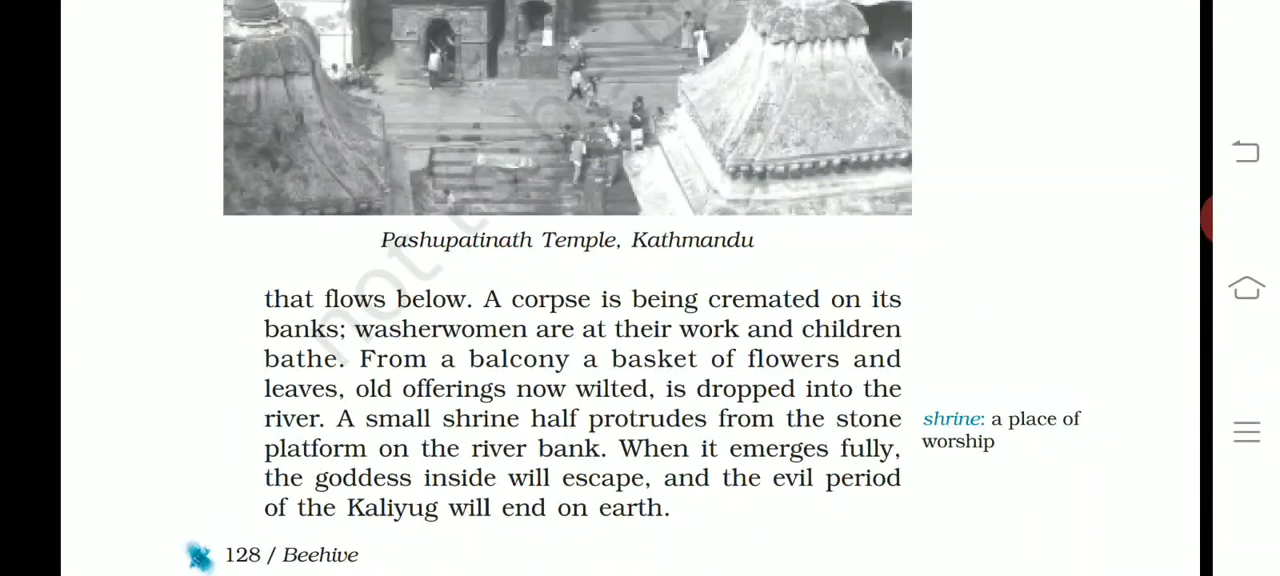 Pashupatinath Temple, Kathmandu
that flows below. A corpse is being cremated on its
banks; washerwomen are at their work and children
bathe. From a balcony a basket of flowers and
leaves, old offerings now wilted, is dropped into the
river. A small shrine half protrudes from the stone
platform on the river bank. When it emerges fully,
the goddess inside will escape, and the evil period
of the Kaliyug will end on earth.
shrine: a place of
worship
128 / Beehive
not t